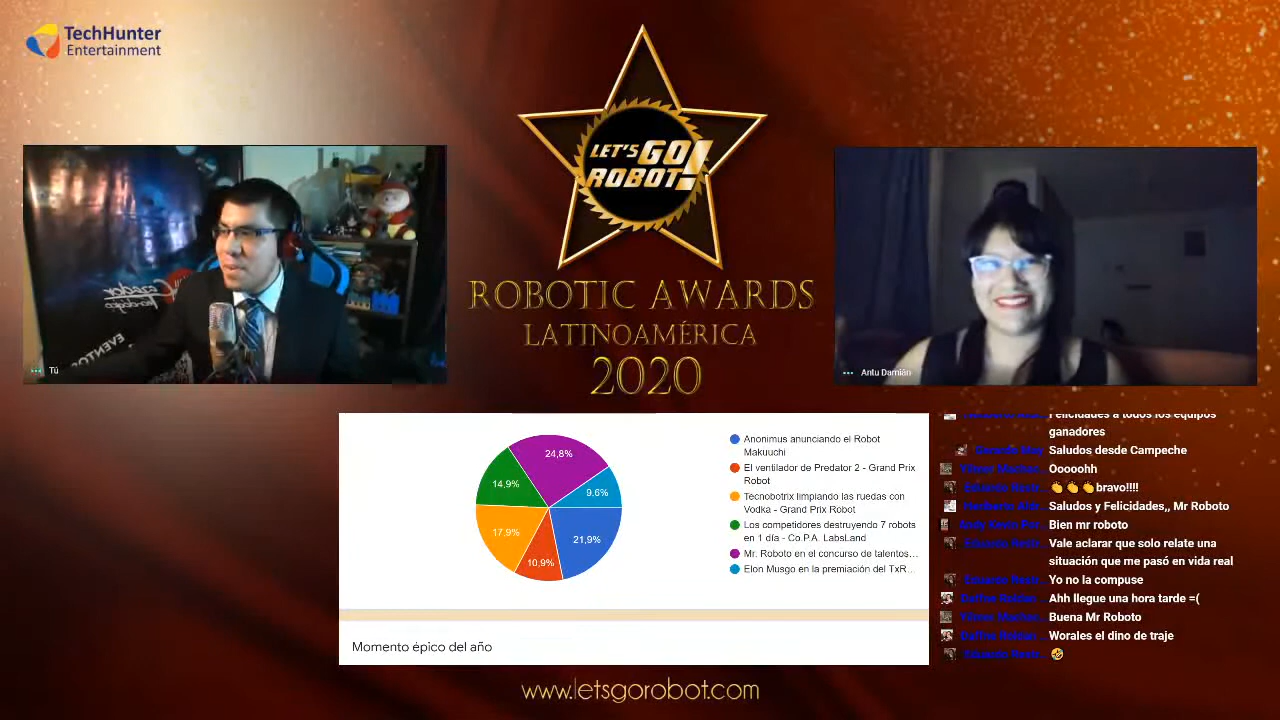 TechHunter
Entertainment
LET'S GO
ROBOT!
ROBOTIC AWARDS
LATINOAMÉRICA
2020
Tú
Antu Damián
24,8%
14,9%
9.6%
17,9%
21,9%
10,9%
Anonimus anunciando el Robot
Makuuchi
El ventilador de Predator 2 - Grand Prix
Robot
Tecnobotrix limpiando las ruedas con
Vodka - Grand Prix Robot
Los competidores destruyendo 7 robots
en 1 día - Co.P.A. LabsLand
Mr. Roboto en el concurso de talentos...
Elon Musgo en la premiación del TxR...
Momento épico del año
Felicidades a todos los equipos
ganadores
Saludos desde Campeche
Ooooohh
👏👏👏bravo!!!!
Saludos y Felicidades,, Mr Roboto
Bien mr roboto
Vale aclarar que solo relate una
situación que me pasó en vida real
Yo no la compuse
Ahh llegue una hora tarde =(
Buena Mr Roboto
Worales el dino de traje
🤣
www.letsgorobot.com